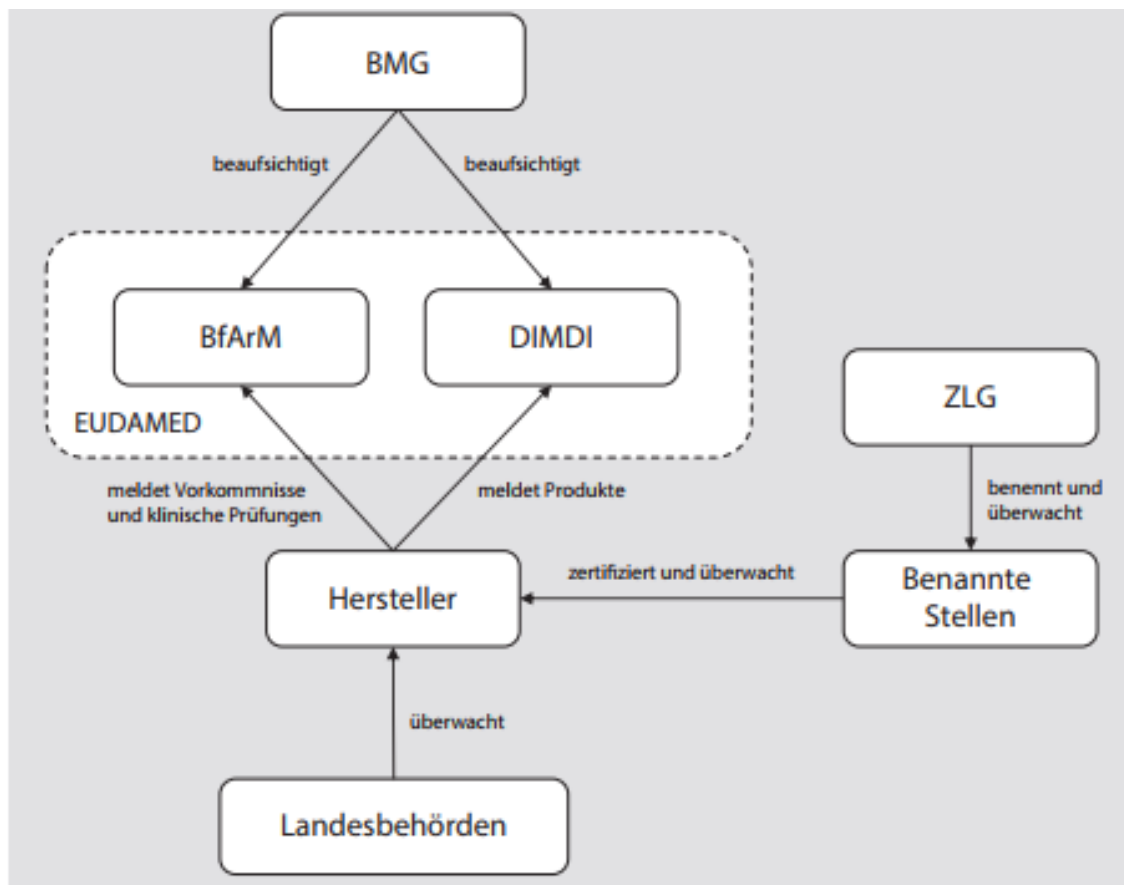 BMG
beaufsichtigt
beaufsichtigt
BfArM
DIMDI
EUDAMED
ZLG
meldet Vorkommnisse
und klinische Prüfungen
meldet Produkte
benennt und
überwacht
Hersteller
zertifiziert und überwacht
Benannte
Stellen
überwacht
Landesbehörden